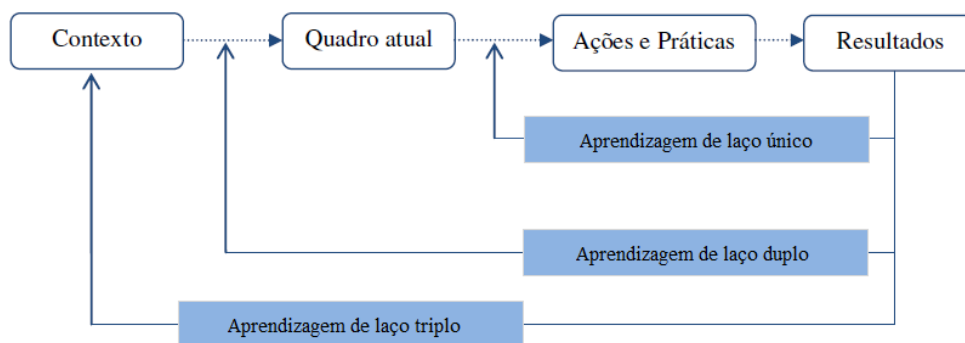 Contexto
Quadro atual
Ações e Práticas
Resultados
Aprendizagem de laço único
Aprendizagem de laço duplo
Aprendizagem de laço triplo